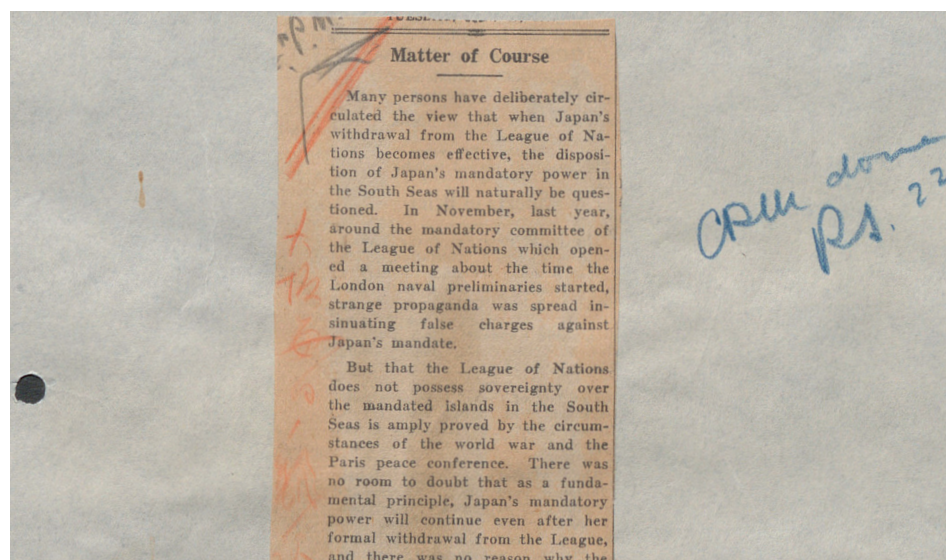 Matter of Course
Many persons have deliberately cir-
culated the view that when Japan's
withdrawal from the League of Na-
tions becomes effective, the disposi-
tion of Japan's mandatory power in
the South Seas will naturally be ques-
tioned. In November, last year,
around the mandatory committee of
the League of Nations which open-
ed a meeting about the time the
London naval preliminaries started,
strange propaganda was spread in-
sinuating false charges against
Japan's mandate.
But that the League of Nations
does not possess sovereignty over
the mandated islands in the South
Seas is amply proved by the circum-
stances of the world war and the
Paris peace conference. There was
no room to doubt that as a funda-
mental principle, Japan's mandatory
power will continue even after her
formal withdrawal from the League,
and there was no reason why the